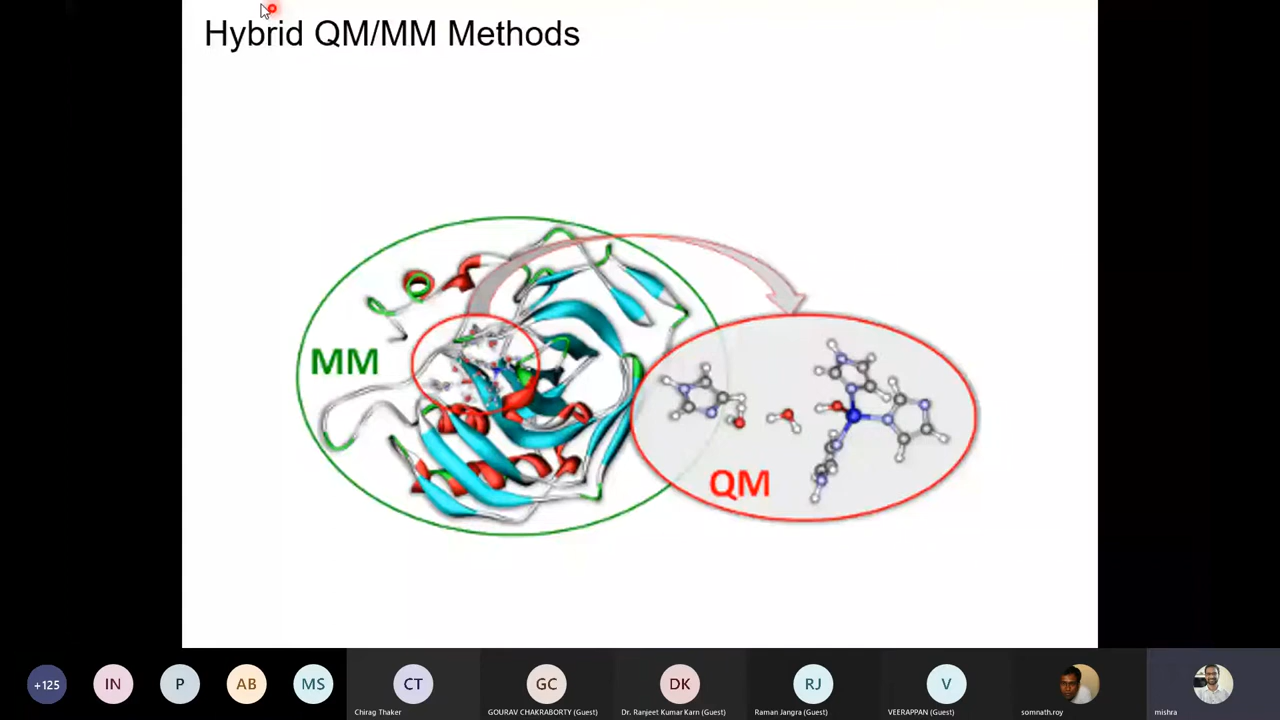 Hybrid QM/MM Methods
MM
QM
+125
IN
P
AB
MS
CT
GC
DK
RJ
V
Chirag Thaker
GOURAV CHAKRABORTY (Guest)
Dr. Ranjeet Kumar Karn (Guest)
Raman Jangra (Guest)
VEERAPPAN (Guest)
somnath.roy
mishra